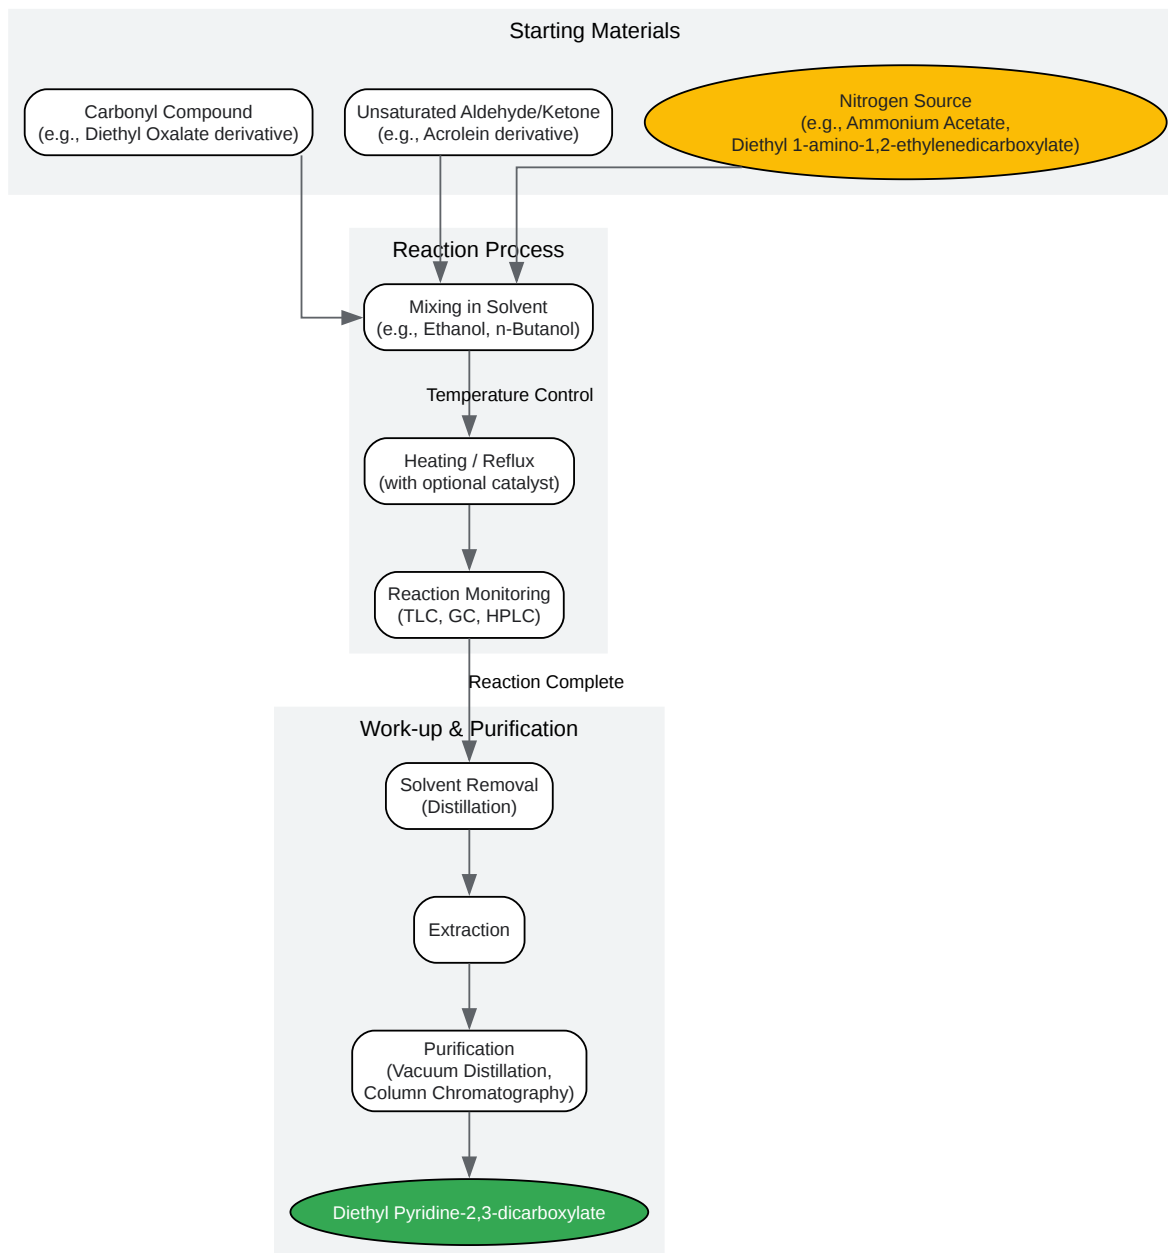 Starting Materials
Carbonyl Compound
(e.g., Diethyl Oxalate derivative)
Unsaturated Aldehyde/Ketone
(e.g., Acrolein derivative)
Nitrogen Source
(e.g., Ammonium Acetate,
Diethyl 1-amino-1,2-ethylenedicarboxylate)
Reaction Process
Mixing in Solvent
(e.g., Ethanol, n-Butanol)
Temperature Control
Heating / Reflux
(with optional catalyst)
Reaction Monitoring
(TLC, GC, HPLC)
Reaction Complete
Work-up & Purification
Solvent Removal
(Distillation)
Extraction
Purification
(Vacuum Distillation,
Column Chromatography)
Diethyl Pyridine-2,3-dicarboxylate